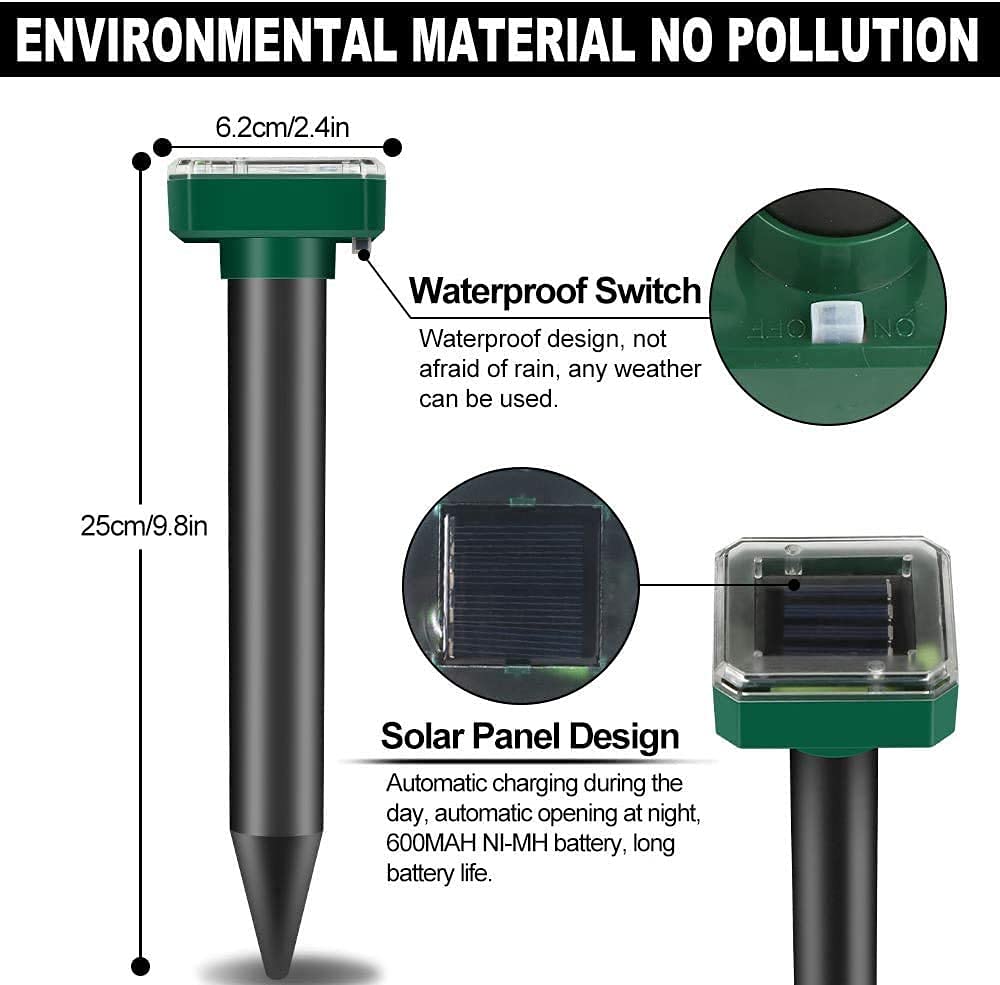 ENVIRONMENTAL MATERIAL NO POLLUTION
6.2cm/2.4in
Waterproof Switch
Waterproof design, not
afraid of rain, any weather
can be used.
ON OFF
25cm/9.8in
Solar Panel Design
Automatic charging during the
day, automatic opening at night,
600MAH NI-MH battery, long
battery life.